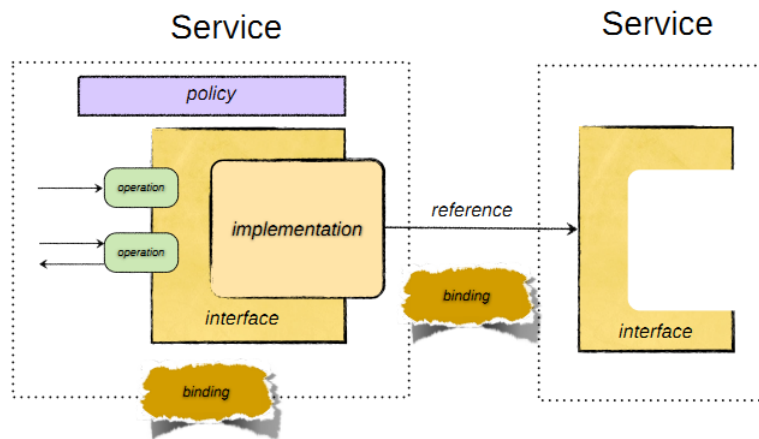 Service
Service
policy
operation
implementation
reference
operation
binding
interface
interface
binding